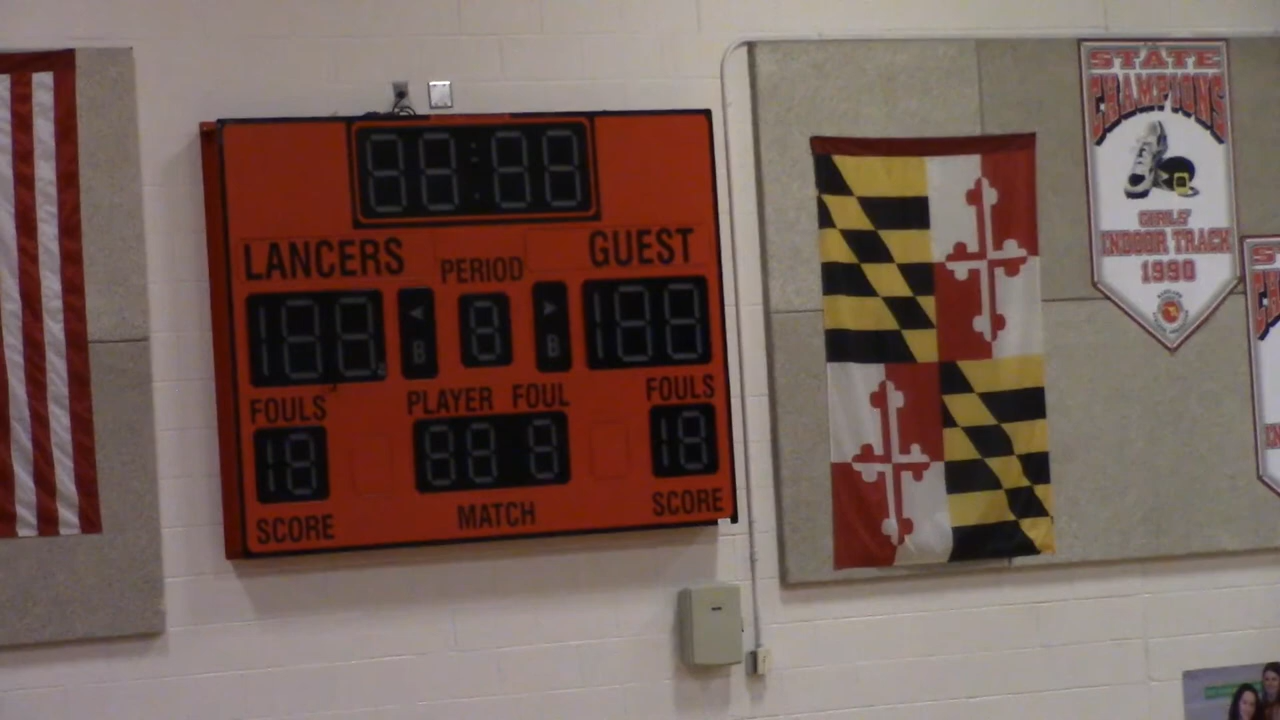 LANCERS
PERIOD
GUEST
B
B
FOULS
PLAYER FOUL
FOULS
SCORE
MATCH
SCORE
STATE
CHAMPIONS
GIRLS'
INDOOR TRACK
1990